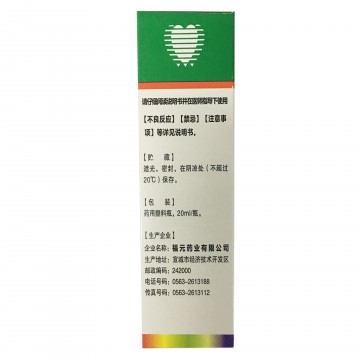 请仔细阅读说明书并在医师指导下使用
【不良反应】【禁忌】【注意事
项】等详见说明书。
【贮　藏】
遮光，密封，在阴凉处（不超过
20℃）保存。
【包　装】
药用塑料瓶，20ml/瓶。
【生产企业】
企业名称：福元药业有限公司
生产地址：宣城市经济技术开发区
邮政编码：242000
电话号码：0563-2613188
传真号码：0563-2613112